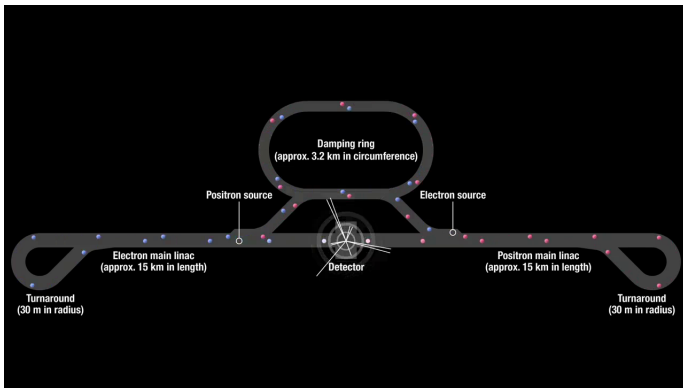 Damping ring
(approx. 3.2 km in circumference)
Positron source
Electron source
Electron main linac
(approx. 15 km in length)
Detector
Positron main linac
(approx. 15 km in length)
Turnaround
(30 m in radius)
Turnaround
(30 m in radius)